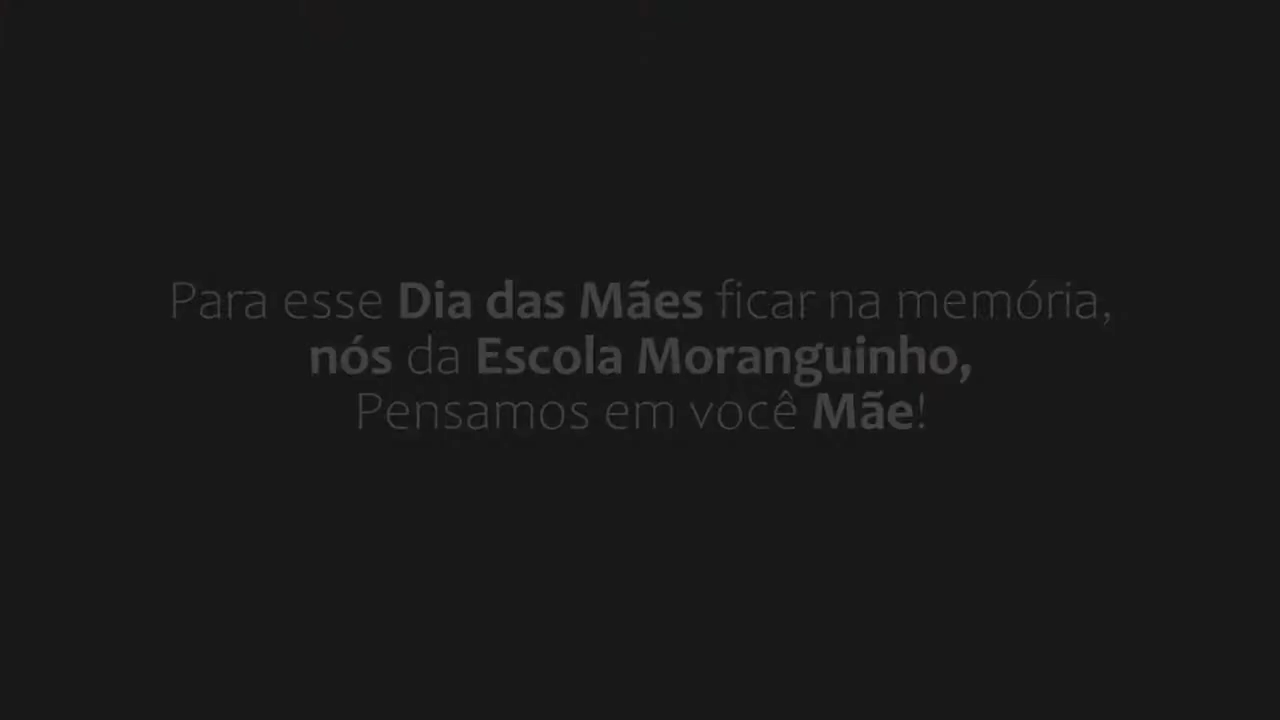 Para esse Dia das Mães ficar na memória,
nós da Escola Moranguinho,
Pensamos em você Mãe!